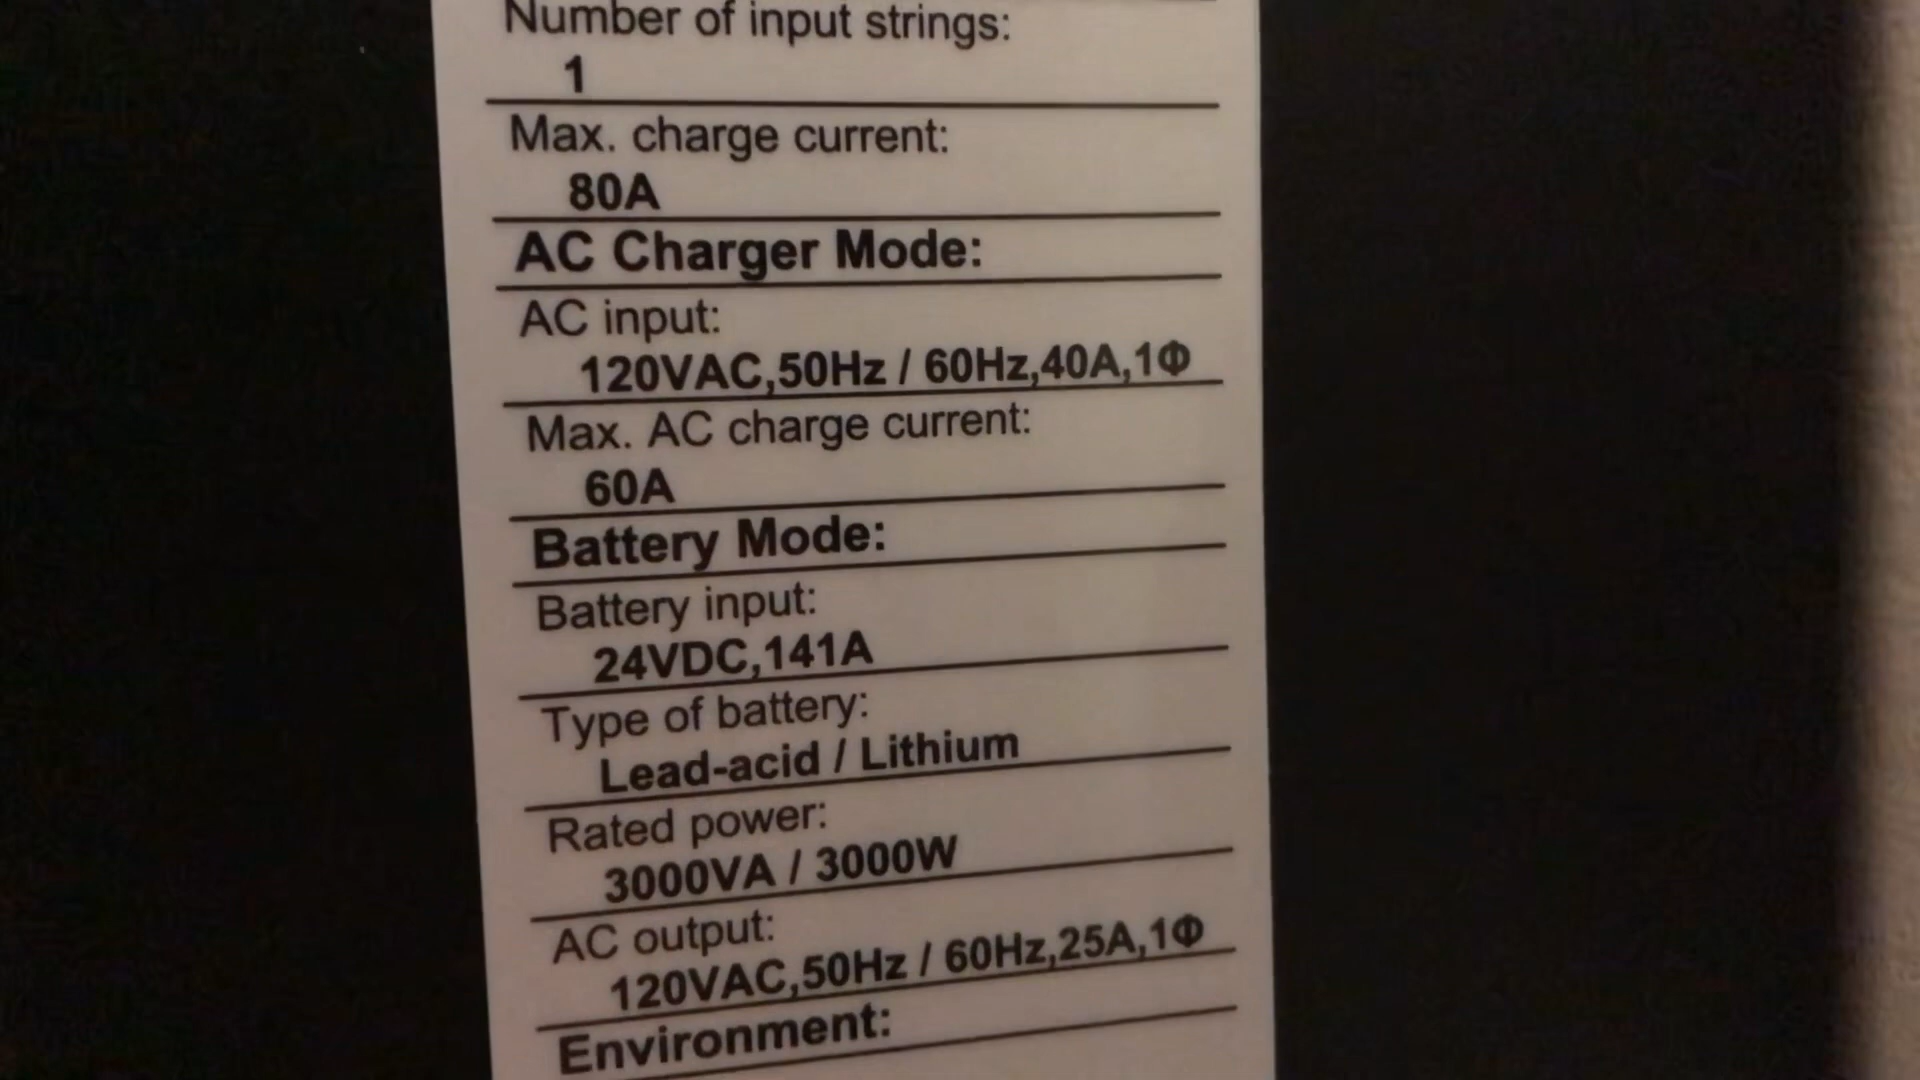 Number of input strings:
1
Max. charge current:
80A
AC Charger Mode:
AC input:
120VAC,50Hz / 60Hz,40A,1Φ
Max. AC charge current:
60A
Battery Mode:
Battery input:
24VDC,141A
Type of battery:
Lead-acid / Lithium
Rated power:
3000VA / 3000W
AC output:
120VAC,50Hz / 60Hz,25A,1Φ
Environment: